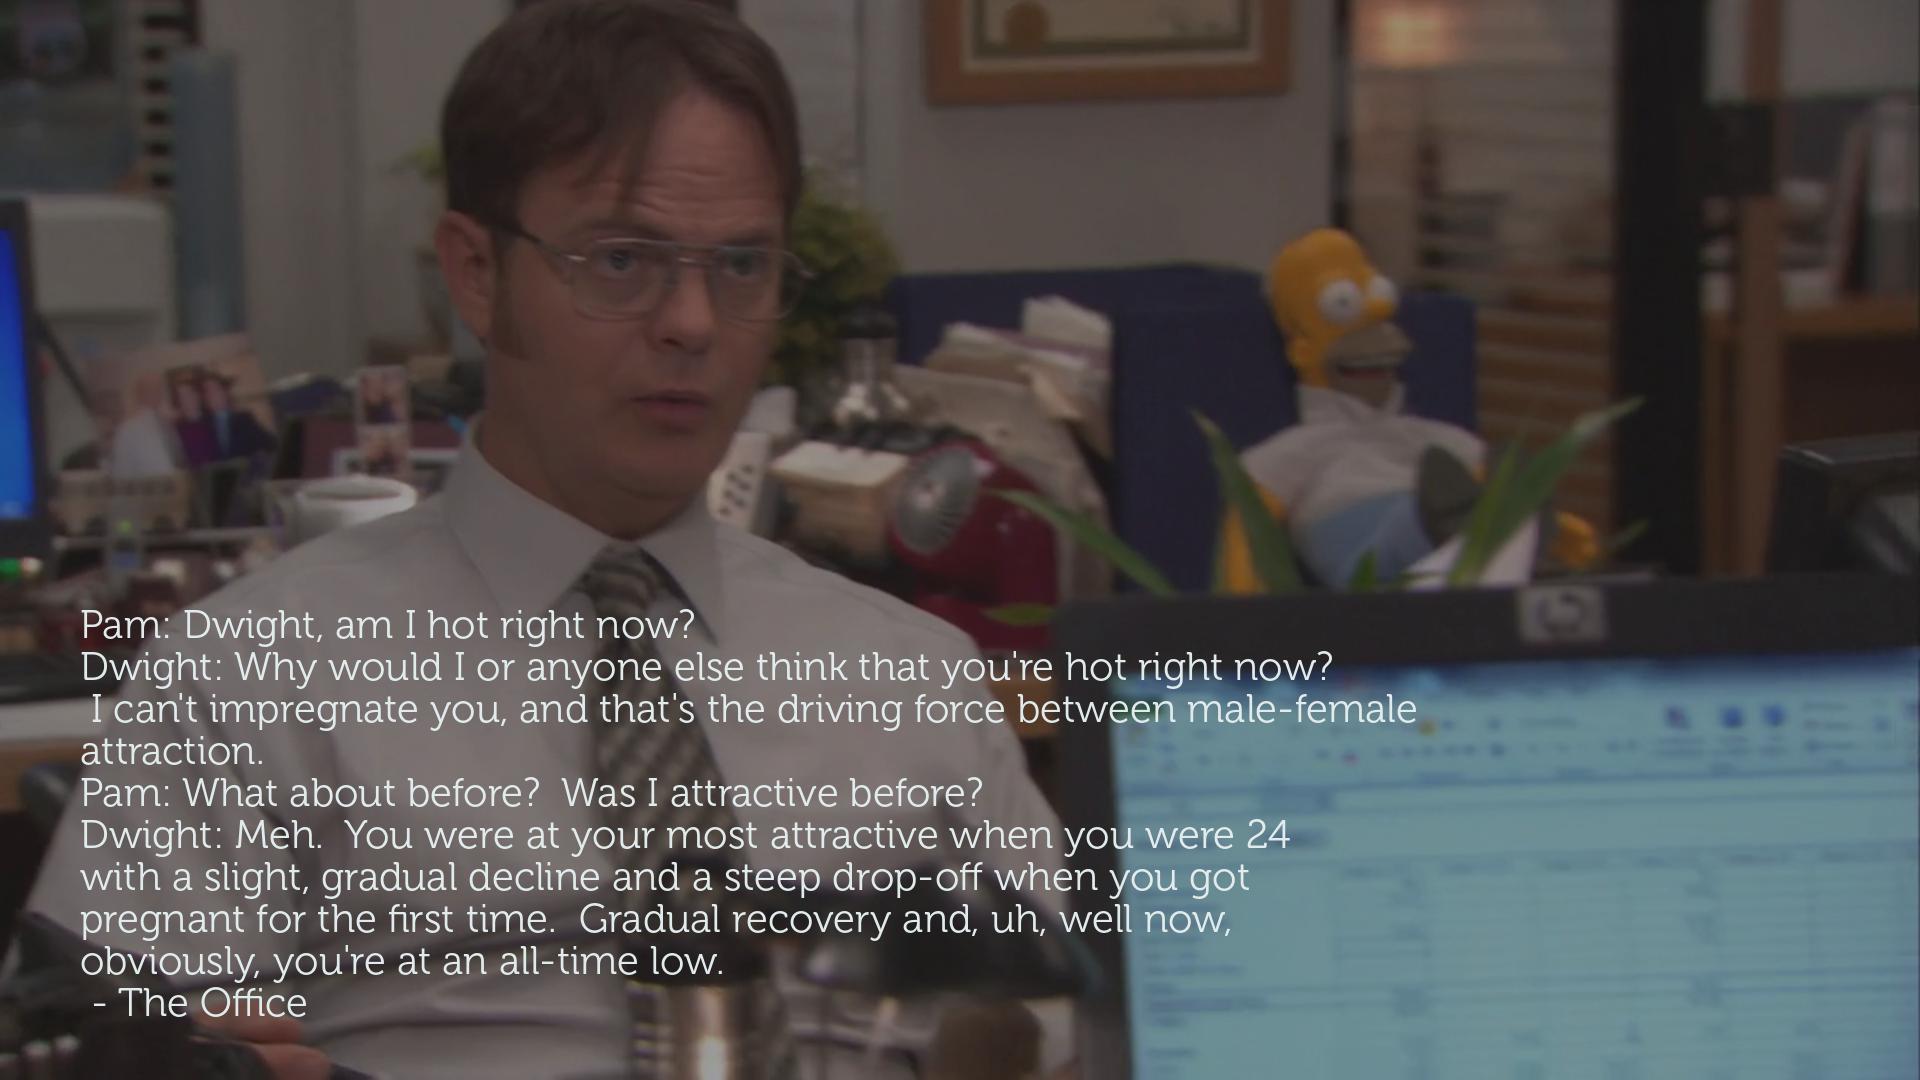 Pam: Dwight, am I hot right now?
Dwight: Why would I or anyone else think that you're hot right now?
I can't impregnate you, and that's the driving force between male-female
attraction.
Pam: What about before?  Was I attractive before?
Dwight: Meh.  You were at your most attractive when you were 24
with a slight, gradual decline and a steep drop-off when you got
pregnant for the first time.  Gradual recovery and, uh, well now,
obviously, you're at an all-time low.
- The Office
hp